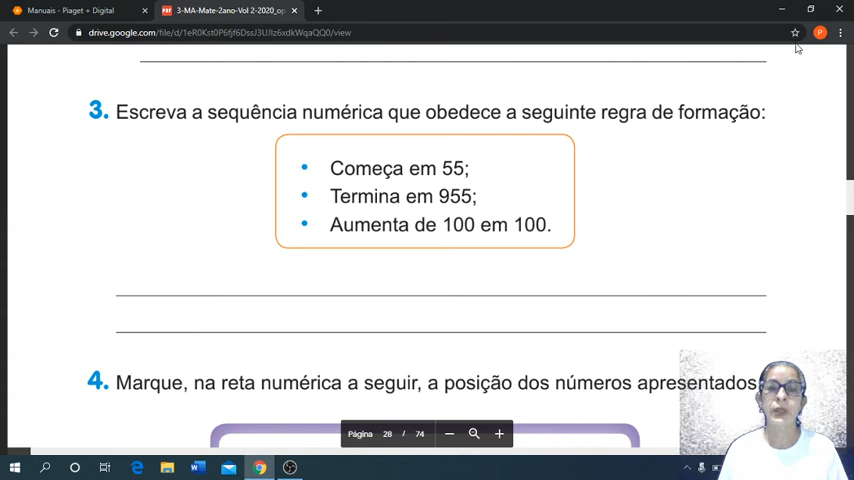 Manuais - Piaget + Digital
3-MA-Mate-2ano-Vol 2-2020_op
drive.google.com/file/d/1eR0Kst0P6fjf6DssJ3UJIz6xdkWqaQQ0/view
P
3. Escreva a sequência numérica que obedece a seguinte regra de formação:
• Começa em 55;
• Termina em 955;
• Aumenta de 100 em 100.
4. Marque, na reta numérica a seguir, a posição dos números apresentados
Página 28 / 74